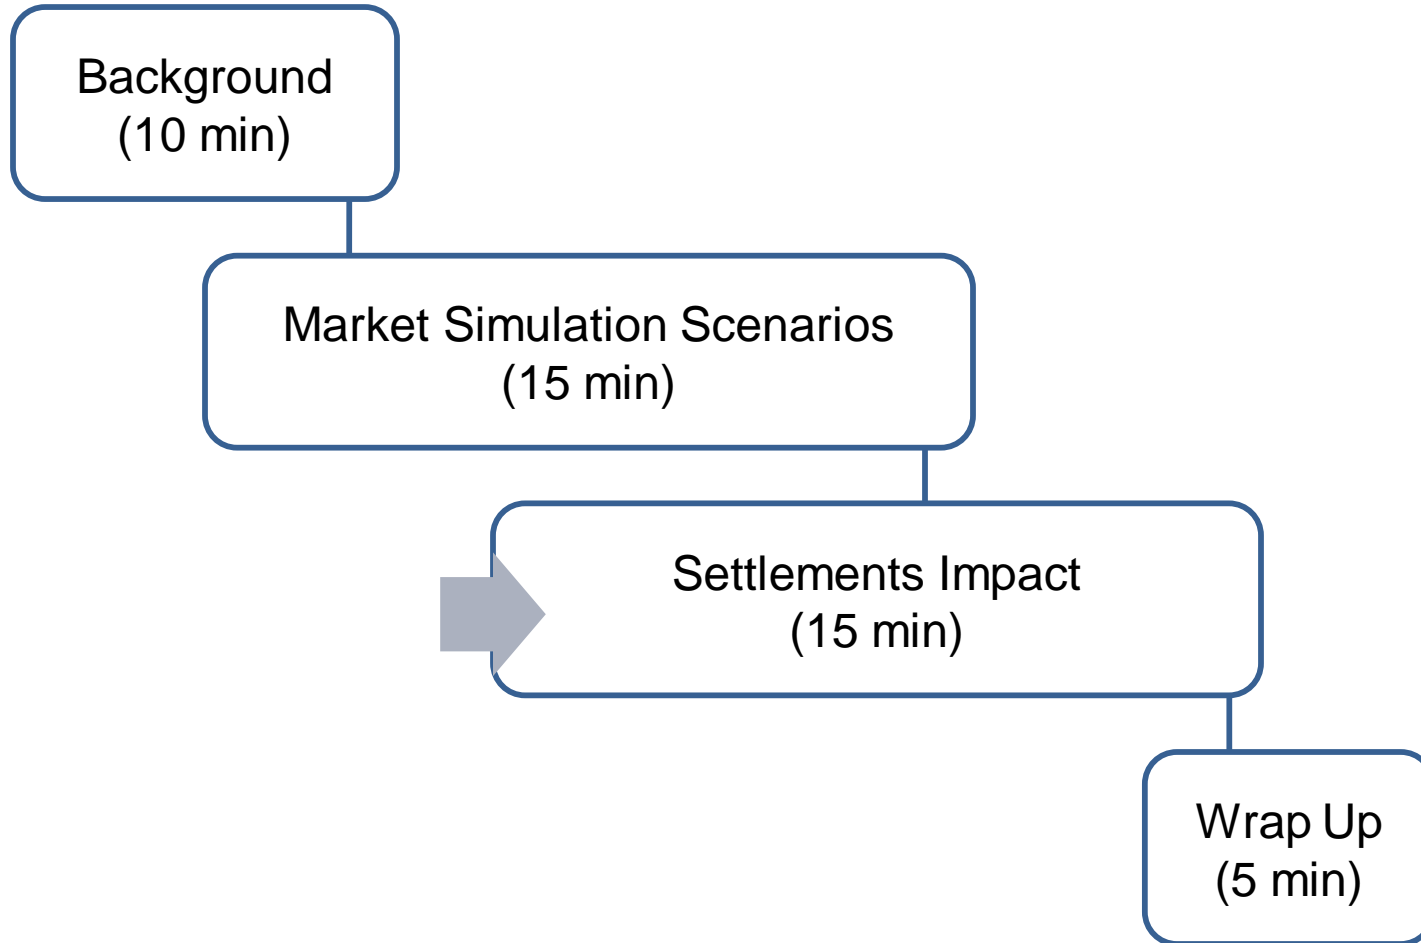 Background
(10 min)
Market Simulation Scenarios
(15 min)
Settlements Impact
(15 min)
Wrap Up
(5 min)